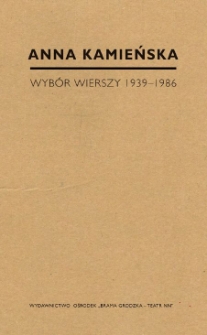 ANNA KAMIEŃSKA
WYBÓR WIERSZY 1939–1986
WYDAWNICTWO OŚRODEK „BRAMA GRODZKA - TEATR NN”